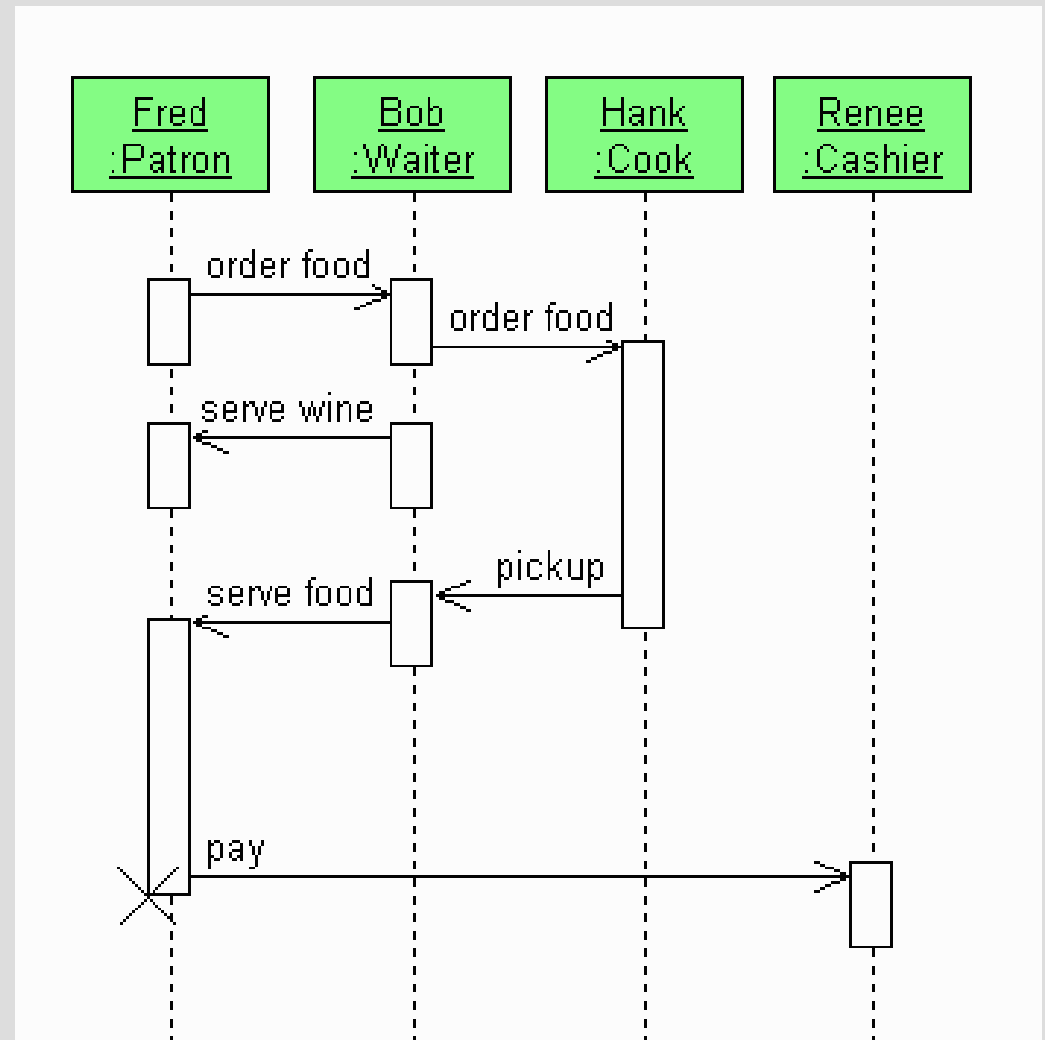 Fred
:Patron
Bob
:Waiter
Hank
:Cook
Renee
:Cashier
order food
order food
serve wine
pickup
serve food
pay